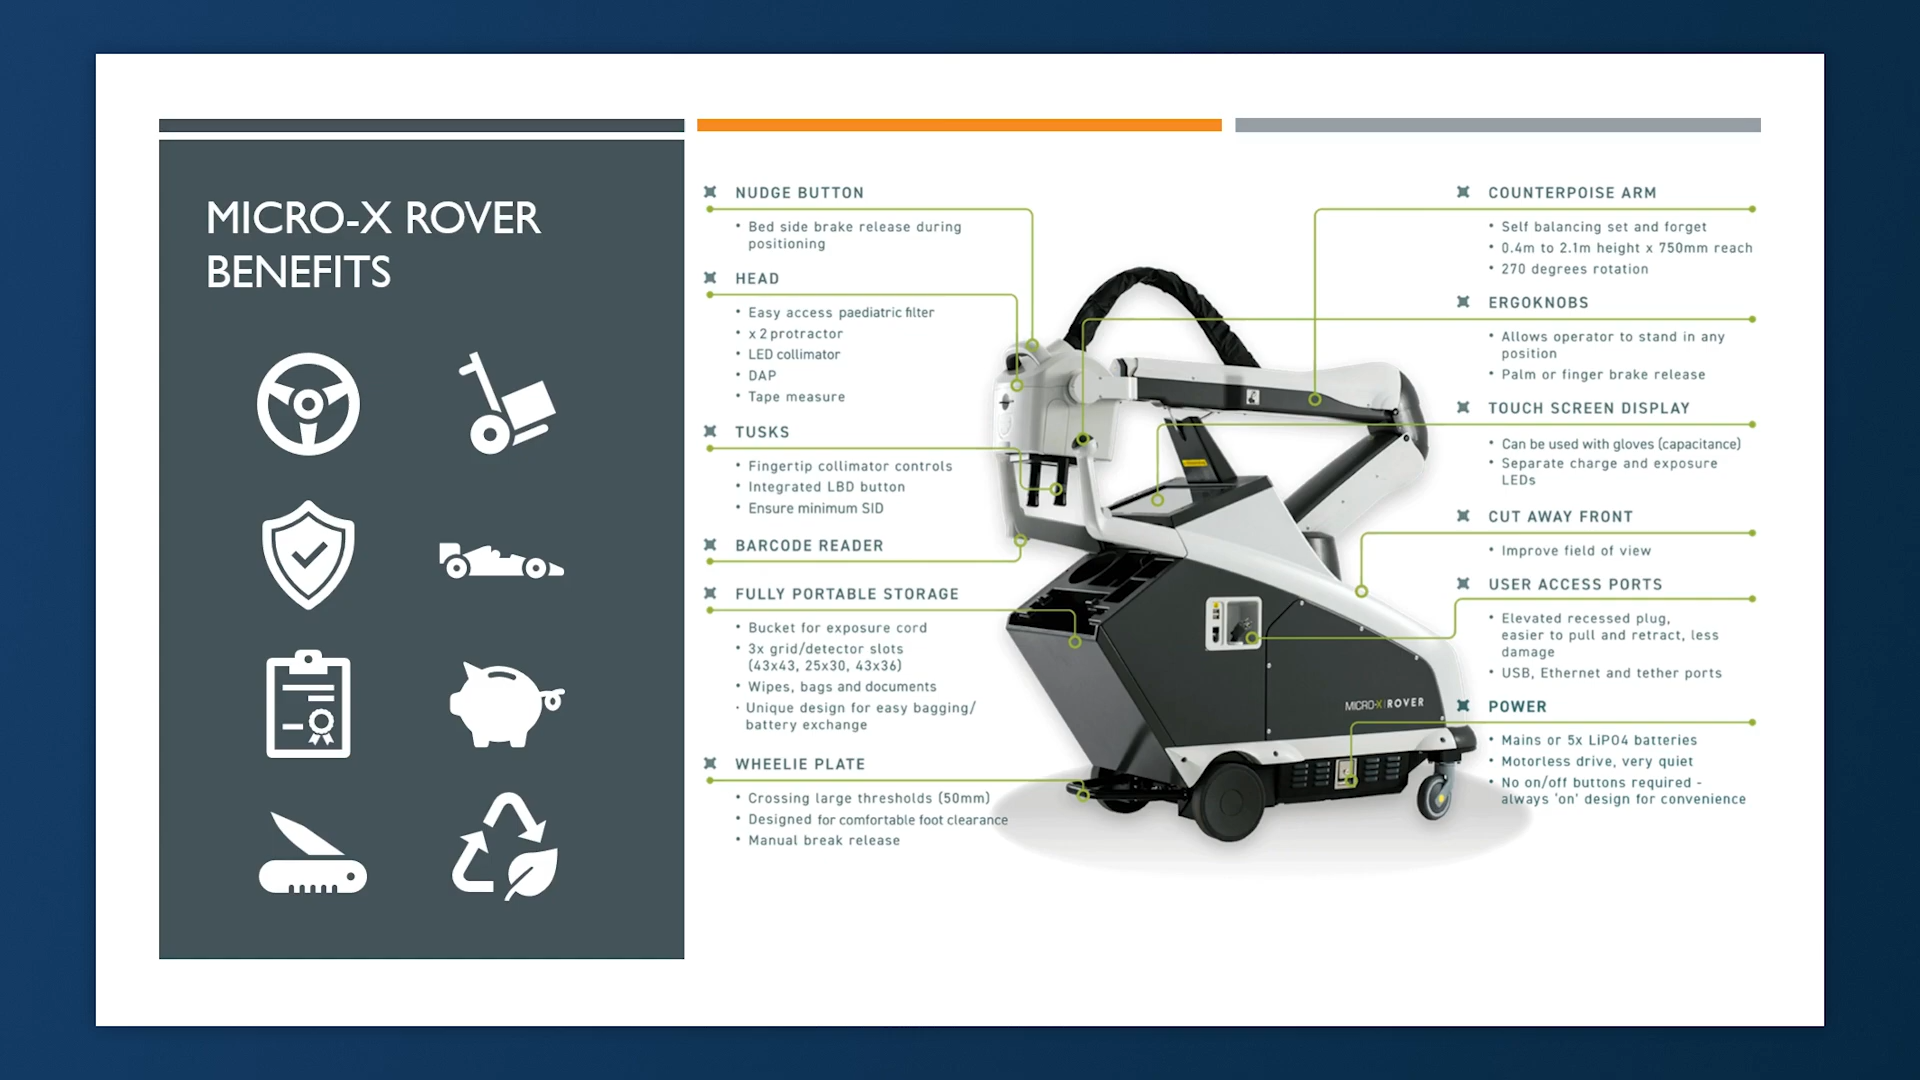 MICRO-X ROVER
BENEFITS
NUDGE BUTTON
• Bed side brake release during
positioning
HEAD
• Easy access paediatric filter
• x 2 protractor
• LED collimator
• DAP
• Tape measure
TUSKS
• Fingertip collimator controls
• Integrated LBD button
• Ensure minimum SID
BARCODE READER
FULLY PORTABLE STORAGE
• Bucket for exposure cord
• 3x grid/detector slots
(43x43, 25x30, 43x36)
• Wipes, bags and documents
· Unique design for easy bagging/
battery exchange
WHEELIE PLATE
• Crossing large thresholds (50mm)
• Designed for comfortable foot clearance
• Manual break release
COUNTERPOISE ARM
• Self balancing set and forget
• 0.4m to 2.1m height x 750mm reach
• 270 degrees rotation
ERGOKNOBS
• Allows operator to stand in any
position
• Palm or finger brake release
TOUCH SCREEN DISPLAY
• Can be used with gloves (capacitance)
• Separate charge and exposure
LEDs
CUT AWAY FRONT
• Improve field of view
USER ACCESS PORTS
• Elevated recessed plug,
easier to pull and retract, less
damage
• USB, Ethernet and tether ports
POWER
• Mains or 5x LiPO4 batteries
• Motorless drive, very quiet
• No on/off buttons required -
always 'on' design for convenience
MICRO-X ROVER